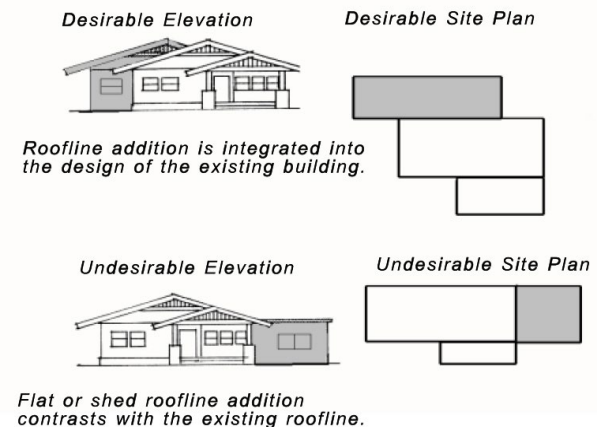 Desirable Elevation
Desirable Site Plan
Roofline addition is integrated into
the design of the existing building.
Undesirable Elevation
Undesirable Site Plan
Flat or shed roofline addition
contrasts with the existing roofline.